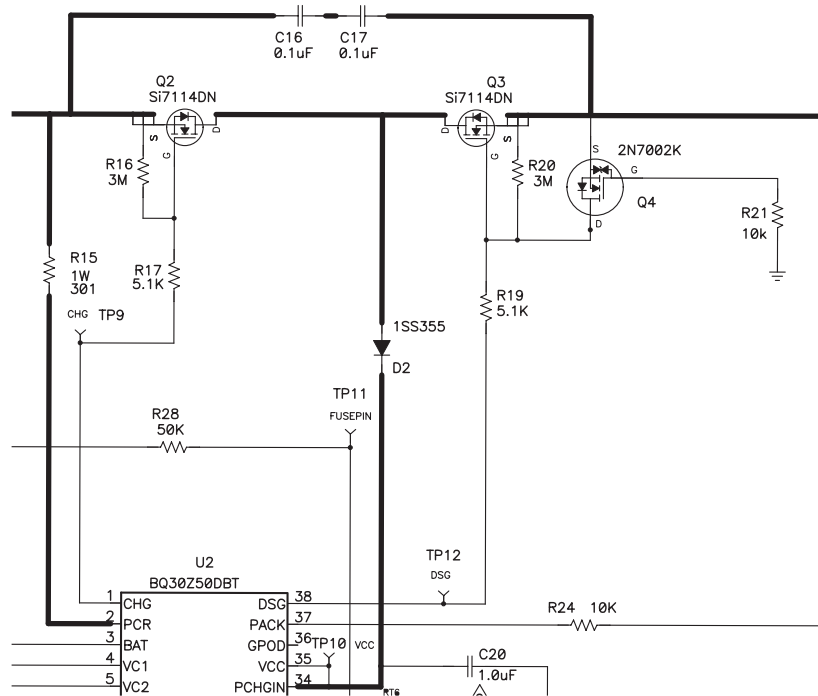 C16
0.1uF
C17
0.1uF
Q2
Si7114DN
Q3
Si7114DN
S
D
G
R16
3M
D
S
G
R20
3M
2N7002K
S
G
Q4
D
R21
10k
R15
1W
301
R17
5.1K
R19
5.1K
CHG TP9
1SS355
D2
TP11
FUSEPIN
R28
50K
U2
BQ30Z50DBT
TP12
DSG
1 CHG
2 PCR
3 BAT
4 VC1
5 VC2
DSG 38
PACK 37
GPOD 36
VCC 35
PCHGIN 34
R24 10K
TP10 VCC
C20
1.0uF